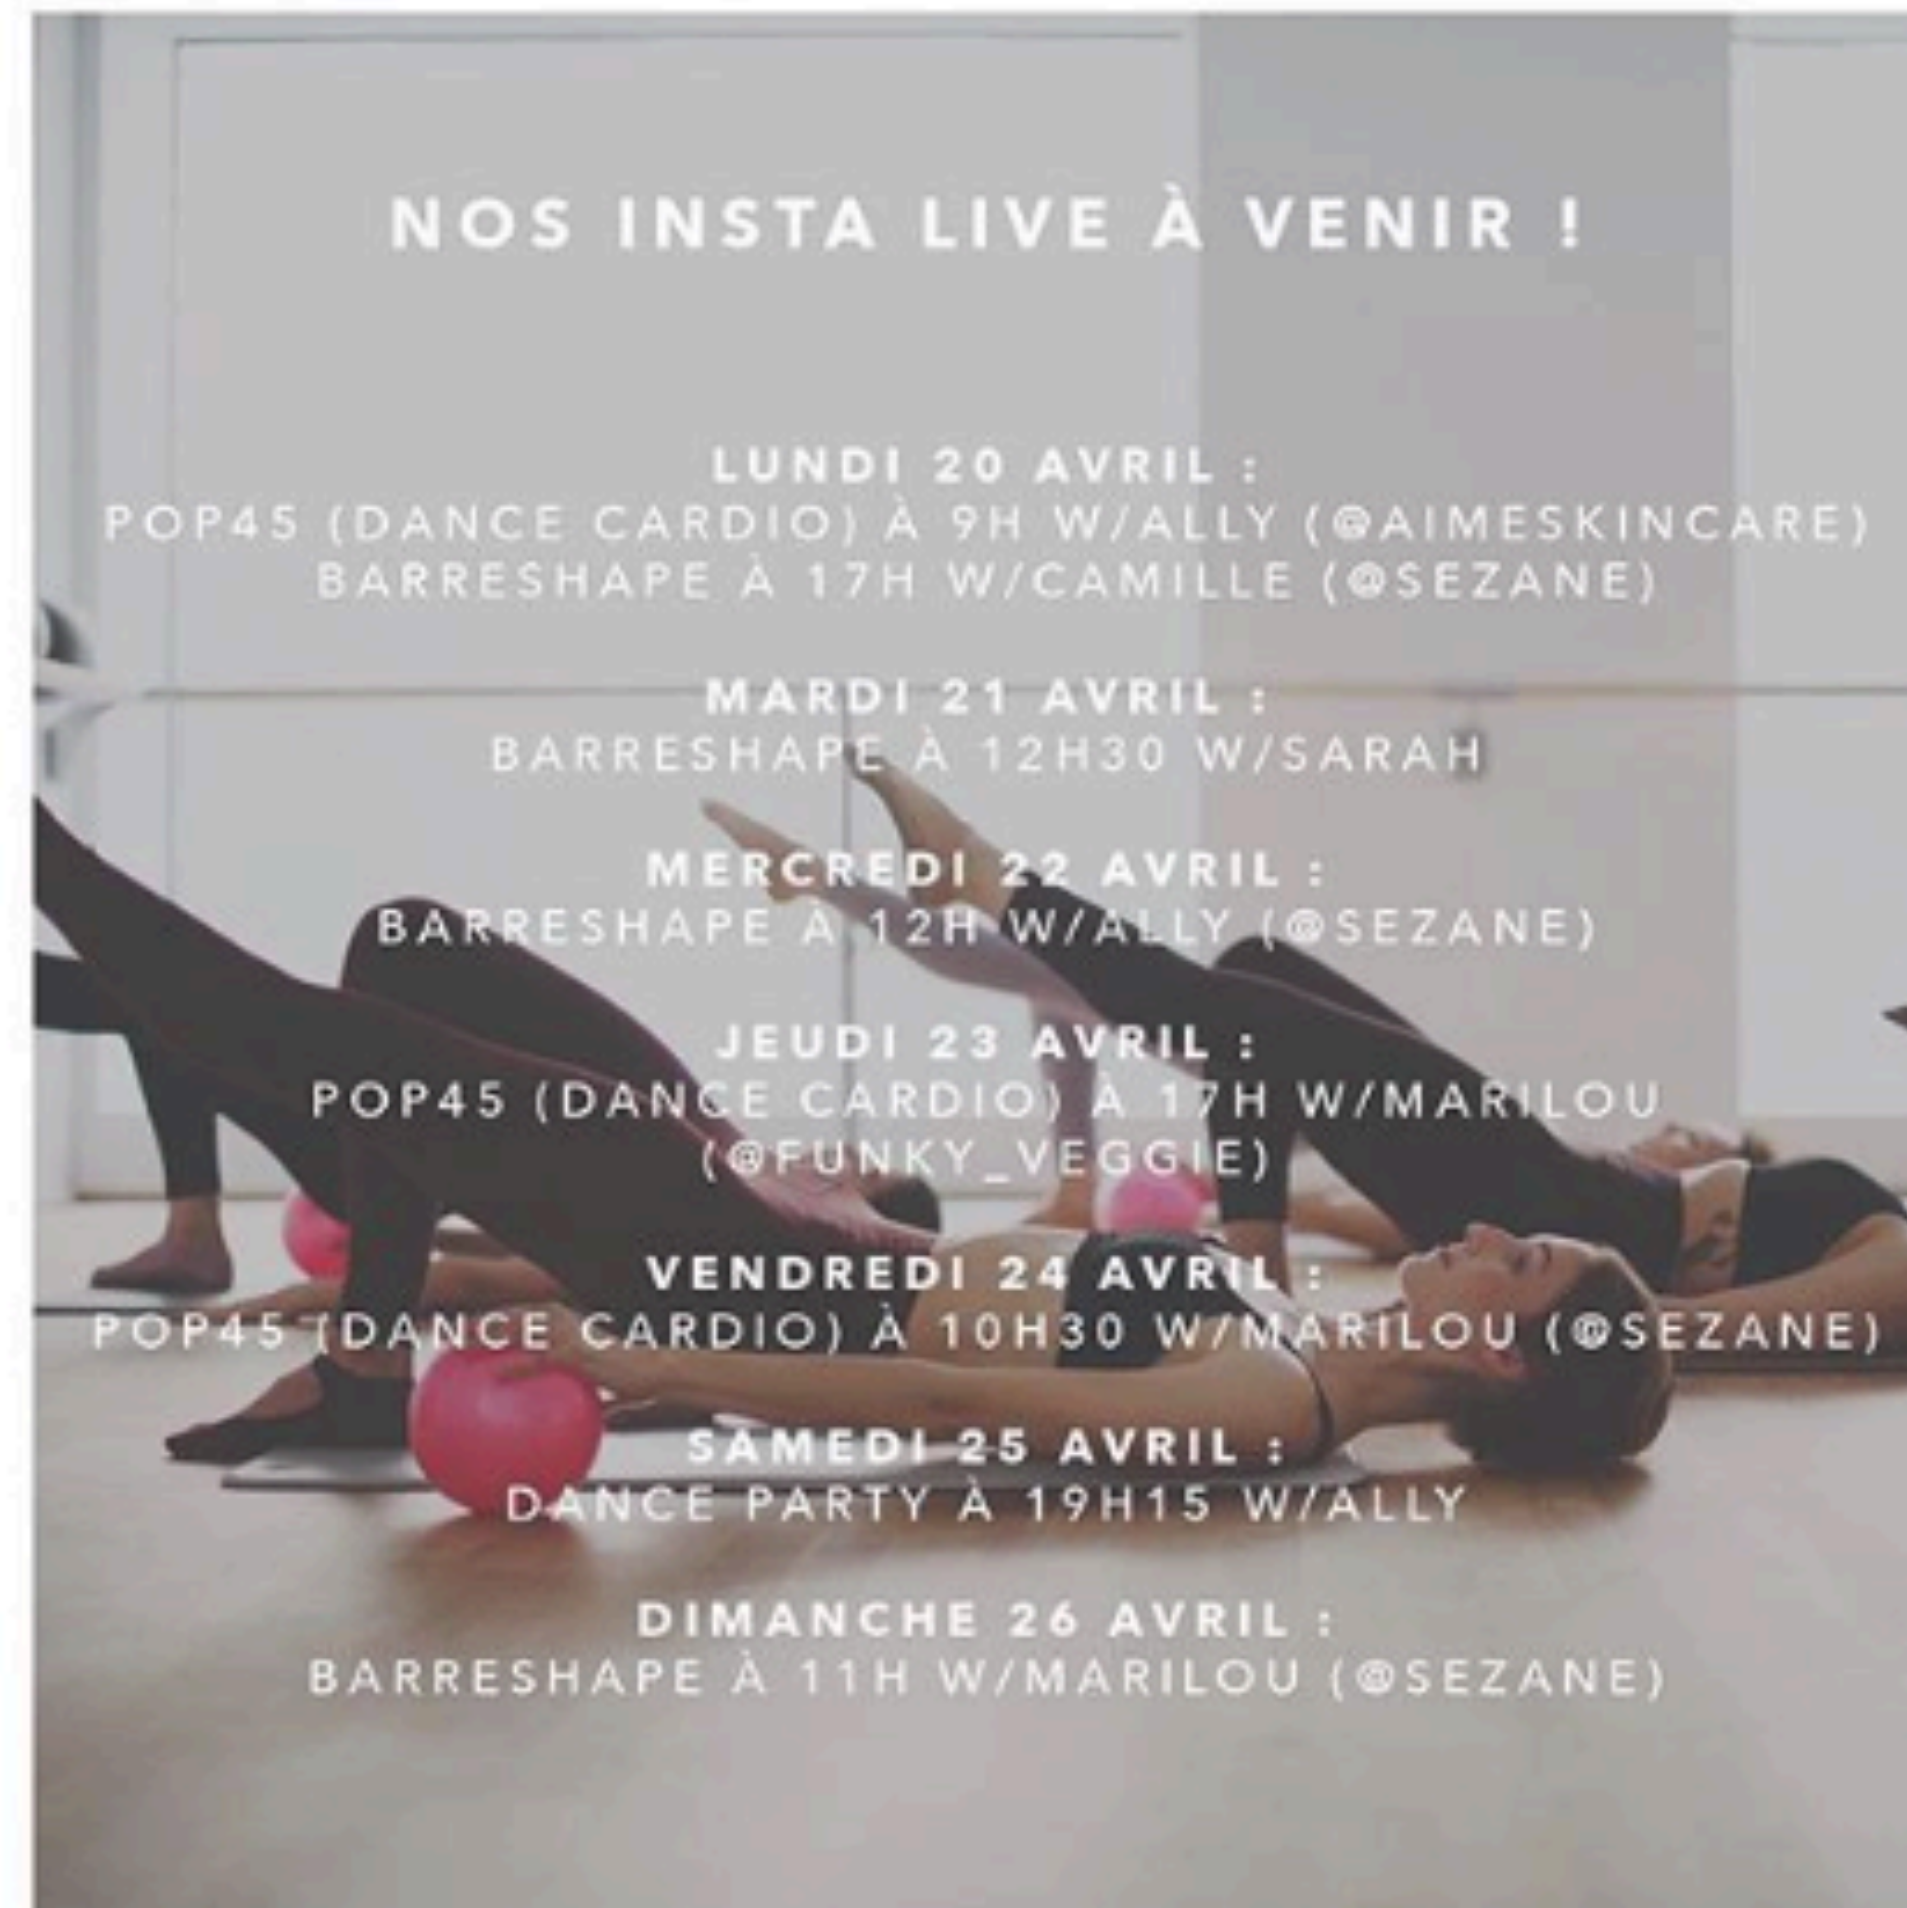 NOS INSTA LIVE À VENIR !
LUNDI 20 AVRIL :
POP45 (DANCE CARDIO) À 9H W/ALLY (@AIMESKINCARE)
BARRESHAPE À 17H W/CAMILLE (@SEZANE)
MARDI 21 AVRIL :
BARRESHAPE À 12H30 W/SARAH
MERCREDI 22 AVRIL :
BARRESHAPE À 12H W/ALLY (@SEZANE)
JEUDI 23 AVRIL :
POP45 (DANCE CARDIO) À 17H W/MARILOU
(@FUNKY_VEGGIE)
VENDREDI 24 AVRIL :
POP45 (DANCE CARDIO) À 10H30 W/MARILOU (@SEZANE)
SAMEDI 25 AVRIL :
DANCE PARTY À 19H15 W/ALLY
DIMANCHE 26 AVRIL :
BARRESHAPE À 11H W/MARILOU (@SEZANE)